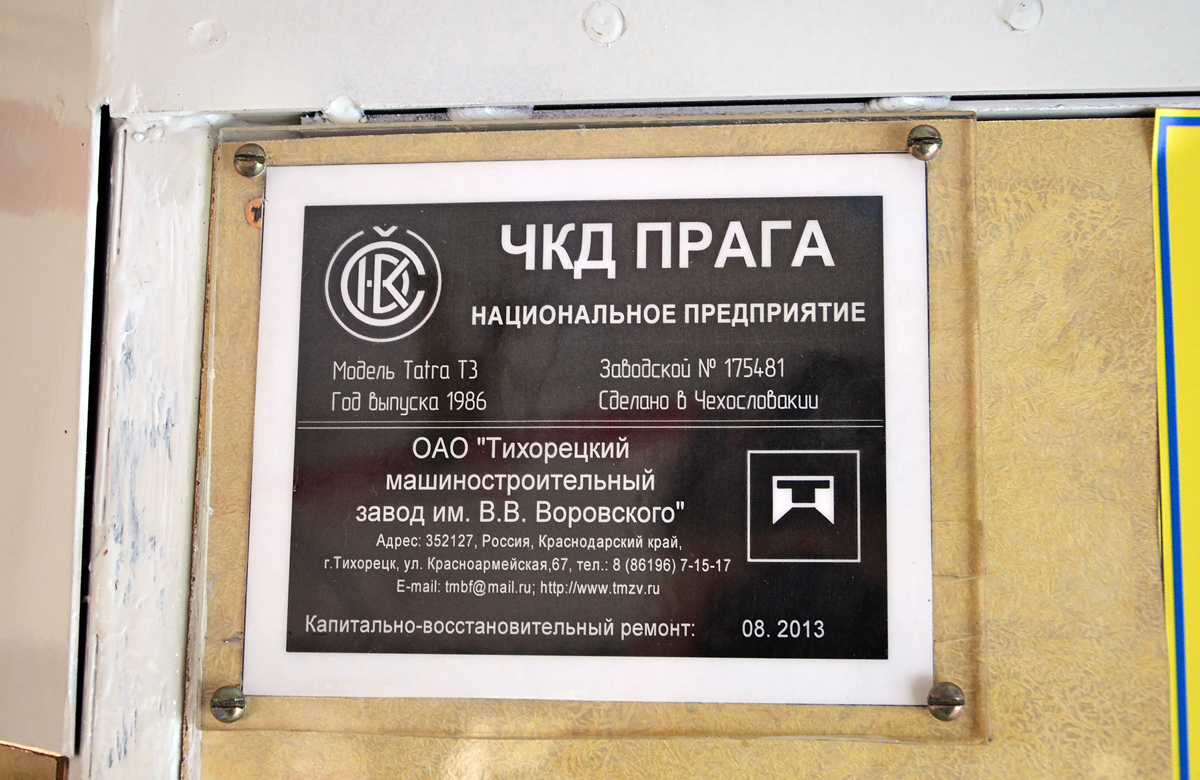 ЧКД ПРАГА
НАЦИОНАЛЬНОЕ ПРЕДПРИЯТИЕ
Модель Tatra T3 Заводской № 175481
Год выпуска 1986 Сделано в Чехословакии
ОАО "Тихорецкий
машиностроительный
завод им. В.В. Воровского"
Адрес: 352127, Россия, Краснодарский край,
г.Тихорецк, ул. Красноармейская,67, тел.: 8 (86196) 7-15-17
E-mail: tmbf@mail.ru; http://www.tmzv.ru
Капитально-восстановительный ремонт: 08. 2013